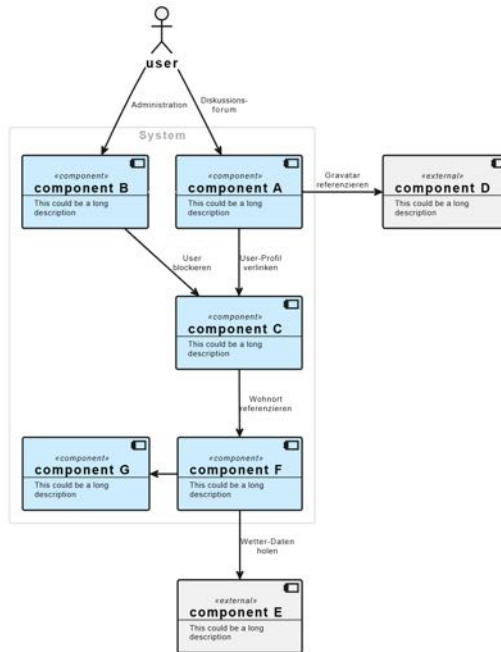 user
Administration
Diskussions-
forum
System
«component»
component B
This could be a long
description
«component»
component A
This could be a long
description
Gravatar
referenzieren
«external»
component D
This could be a long
description
User
blockieren
User-Profil
verlinken
«component»
component C
This could be a long
description
Wohnort
referenzieren
«component»
component G
This could be a long
description
«component»
component F
This could be a long
description
Wetter-Daten
holen
«external»
component E
This could be a long
description